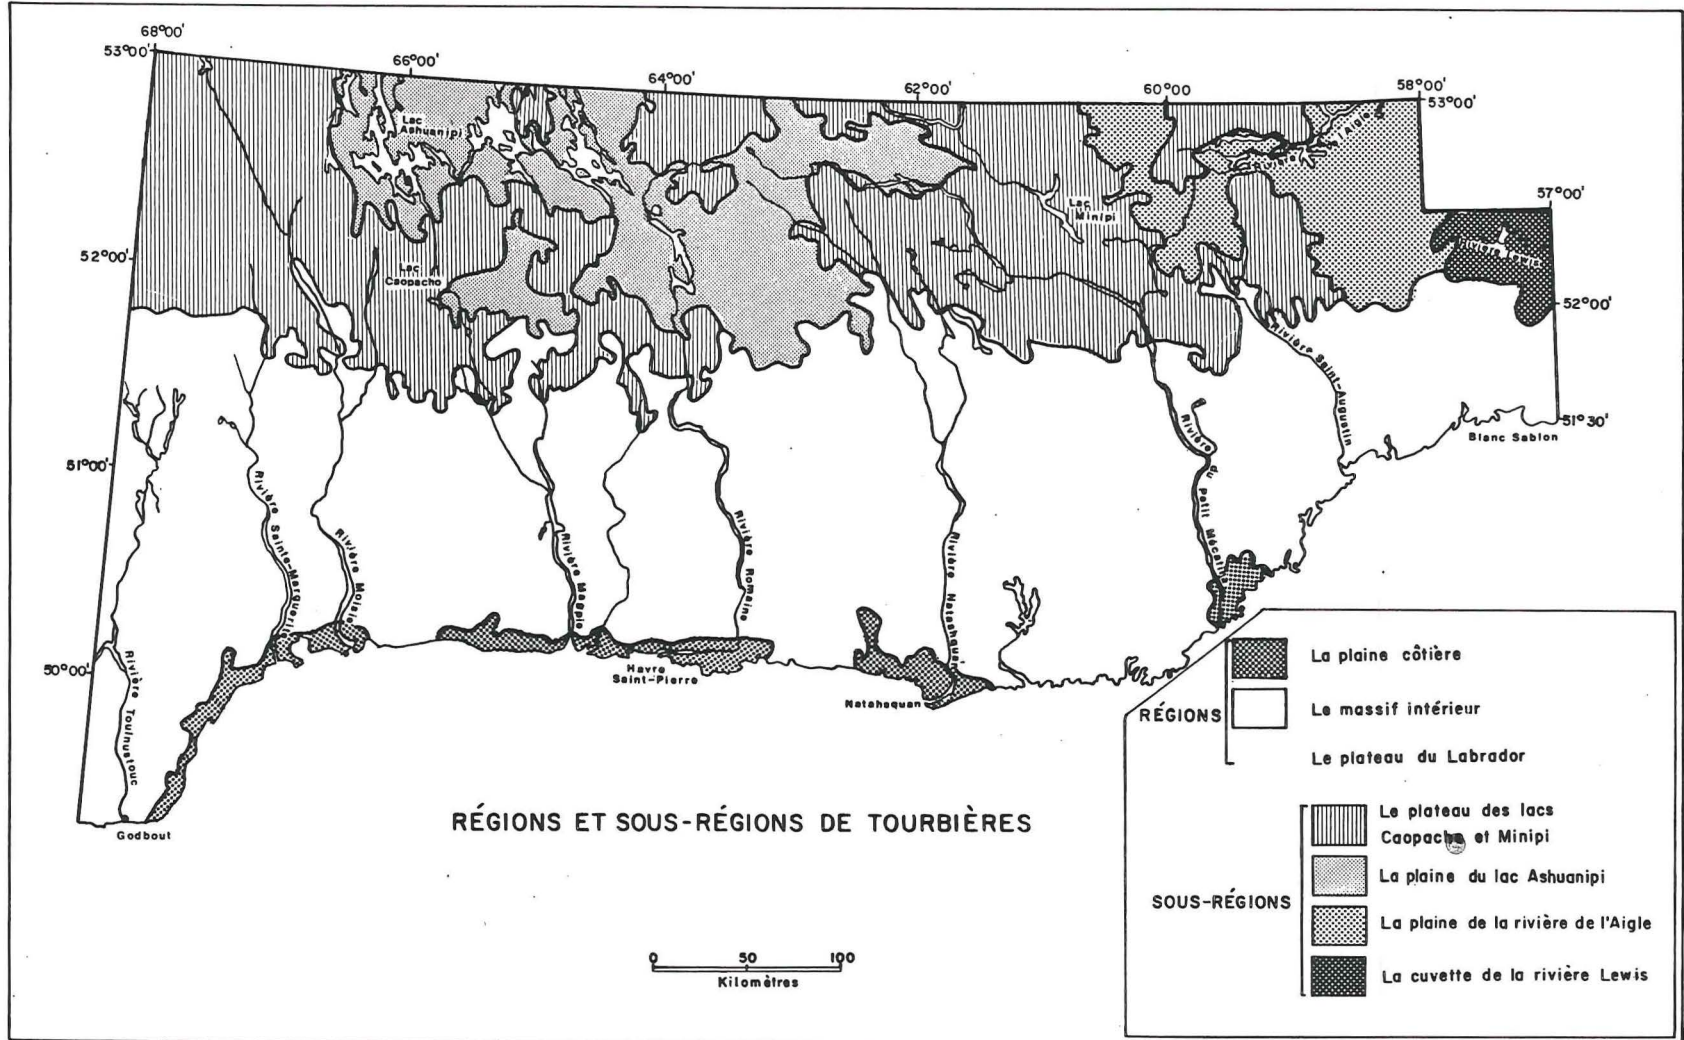 68°00'
53°00'
66°00'
64°00'
62°00'
60°00
58°00'
53°00'
Lac
Ashuanipi
Rivière
l'Aigle
57°00'
Lac
Minipi
Rivière
Lewis
52°00'
Lac
Caopacho
52°00'
Rivière Saint-Augustin
51°30'
Blanc Sablon
51°00'
Rivière du Petit Mécatina
Rivière Sainte-Marguerite
Rivière Moisie
Rivière Magpie
Rivière Romaine
Rivière Natashquan
50°00'
Rivière Toulnustouc
Havre
Saint-Pierre
Natahsquan
Godbout
RÉGIONS ET SOUS-RÉGIONS DE TOURBIÈRES
0 50 100
Kilomètres
RÉGIONS
La plaine côtière
Le massif intérieur
Le plateau du Labrador
SOUS-RÉGIONS
Le plateau des lacs
Caopacho et Minipi
La plaine du lac Ashuanipi
La plaine de la rivière de l'Aigle
La cuvette de la rivière Lewis